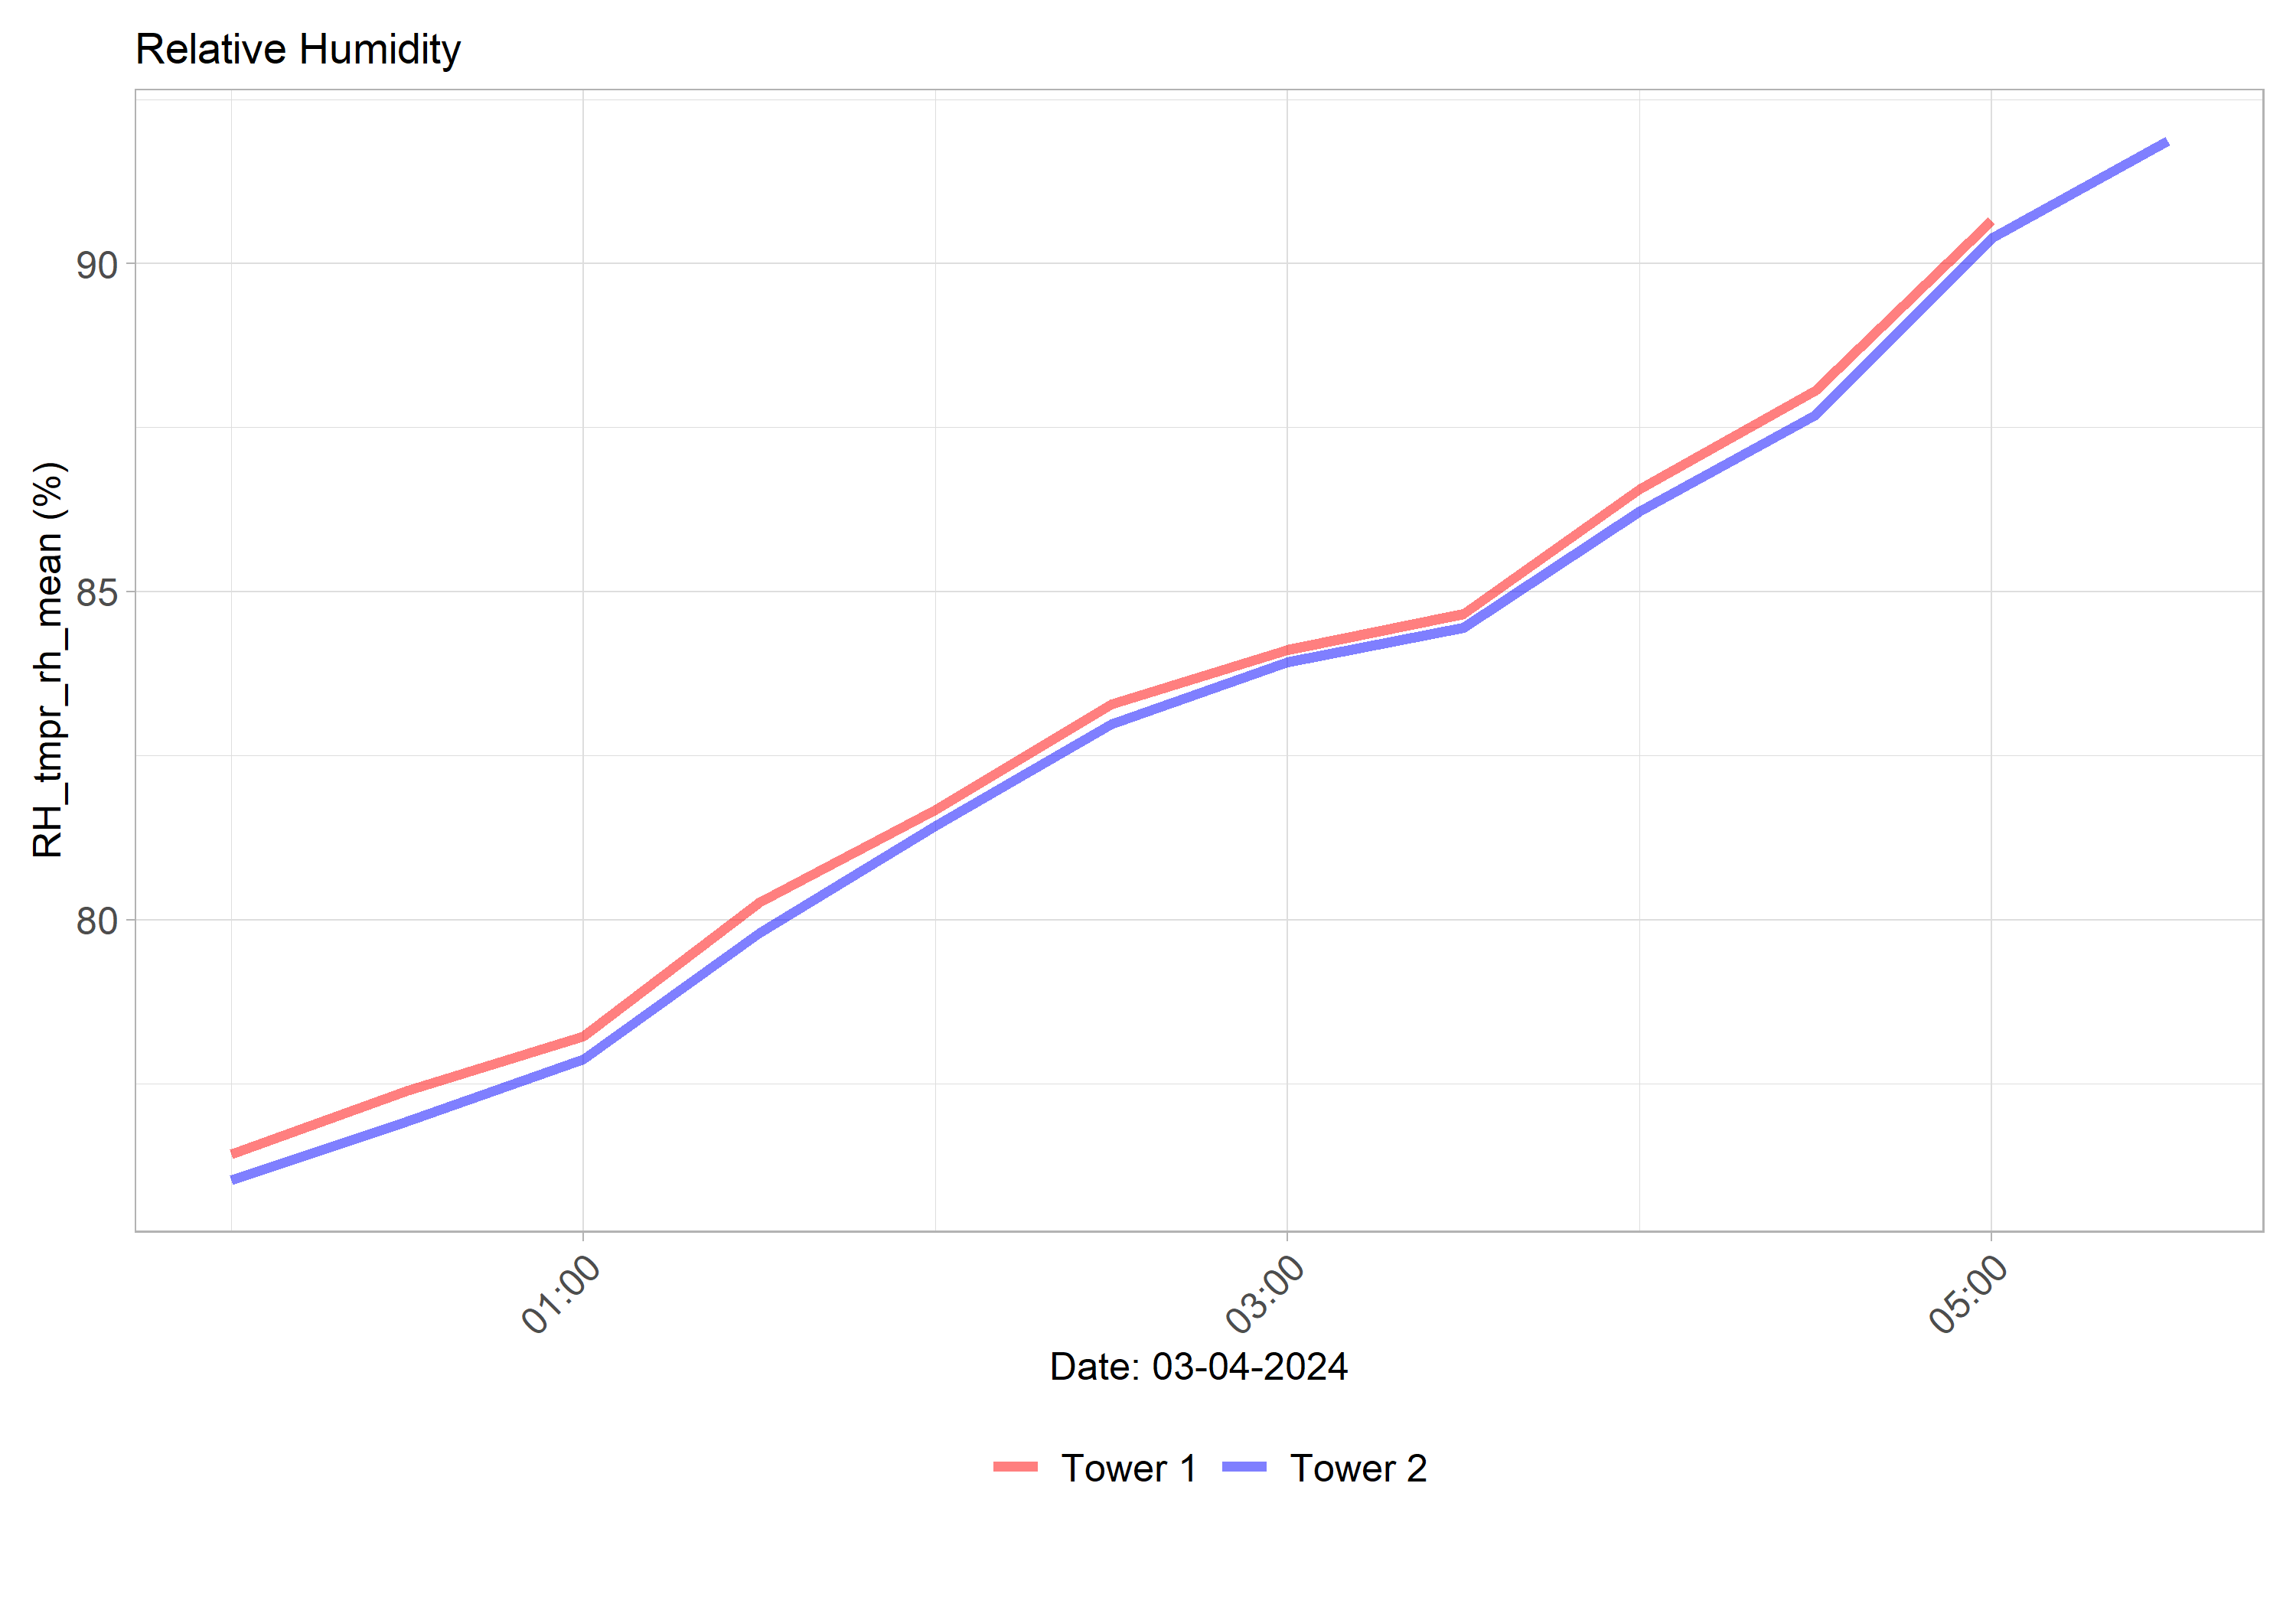 Relative Humidity
RH_tmpr_rh_mean (%)
90
85
80
01:00
03:00
05:00
Date: 03-04-2024
Tower 1
Tower 2